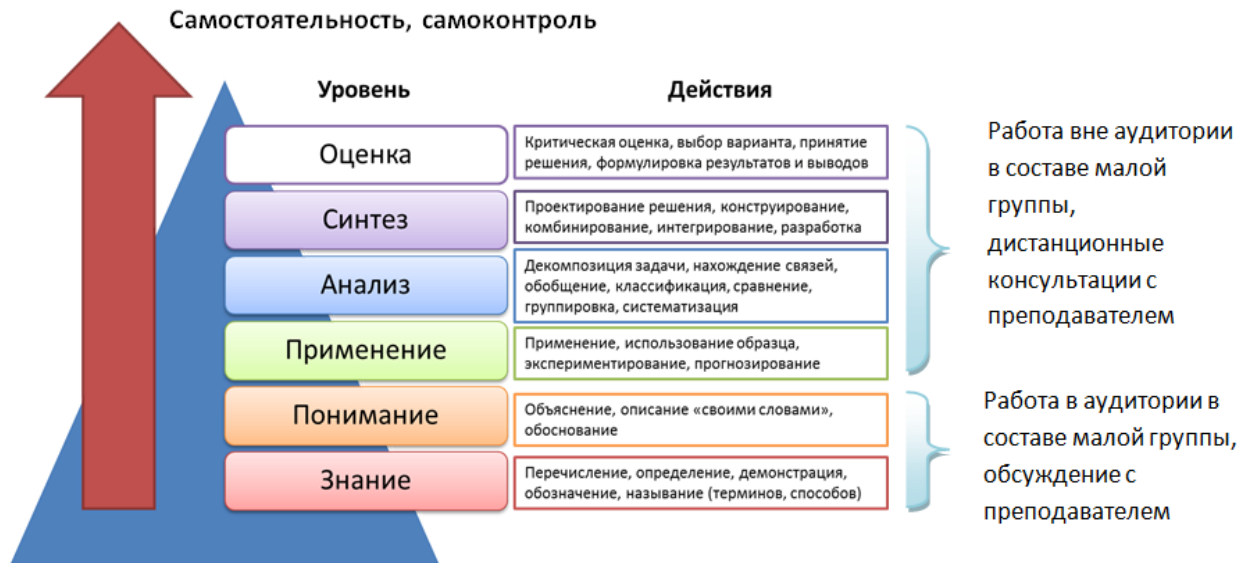 Самостоятельность, самоконтроль
Уровень
Действия
Оценка
Критическая оценка, выбор варианта, принятие
решения, формулировка результатов и выводов
Синтез
Проектирование решения, конструирование,
комбинирование, интегрирование, разработка
Анализ
Декомпозиция задачи, нахождение связей,
обобщение, классификация, сравнение,
группировка, систематизация
Применение
Применение, использование образца,
экспериментирование, прогнозирование
Работа вне аудитории
в составе малой
группы,
дистанционные
консультации с
преподавателем
Понимание
Объяснение, описание «своими словами»,
обоснование
Знание
Перечисление, определение, демонстрация,
обозначение, называние (терминов, способов)
Работа в аудитории в
составе малой группы,
обсуждение с
преподавателем